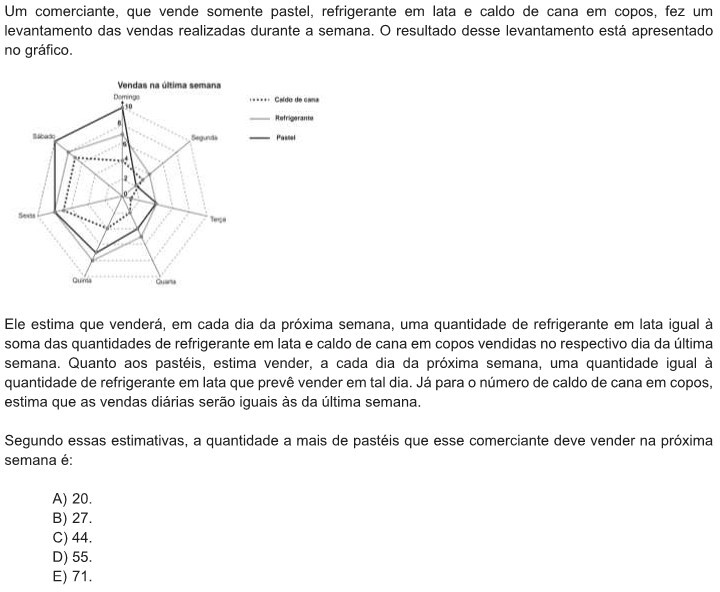 Um comerciante, que vende somente pastel, refrigerante em lata e caldo de cana em copos, fez um
levantamento das vendas realizadas durante a semana. O resultado desse levantamento está apresentado
no gráfico.
Vendas na última semana
Domingo
10
8
6
4
2
0
Segunda
Terça
Quarta
Quinta
Sexta
Sábado
Caldo de cana
Refrigerante
Pastel
Ele estima que venderá, em cada dia da próxima semana, uma quantidade de refrigerante em lata igual à
soma das quantidades de refrigerante em lata e caldo de cana em copos vendidas no respectivo dia da última
semana. Quanto aos pastéis, estima vender, a cada dia da próxima semana, uma quantidade igual à
quantidade de refrigerante em lata que prevê vender em tal dia. Já para o número de caldo de cana em copos,
estima que as vendas diárias serão iguais às da última semana.
Segundo essas estimativas, a quantidade a mais de pastéis que esse comerciante deve vender na próxima
semana é:
A) 20.
B) 27.
C) 44.
D) 55.
E) 71.